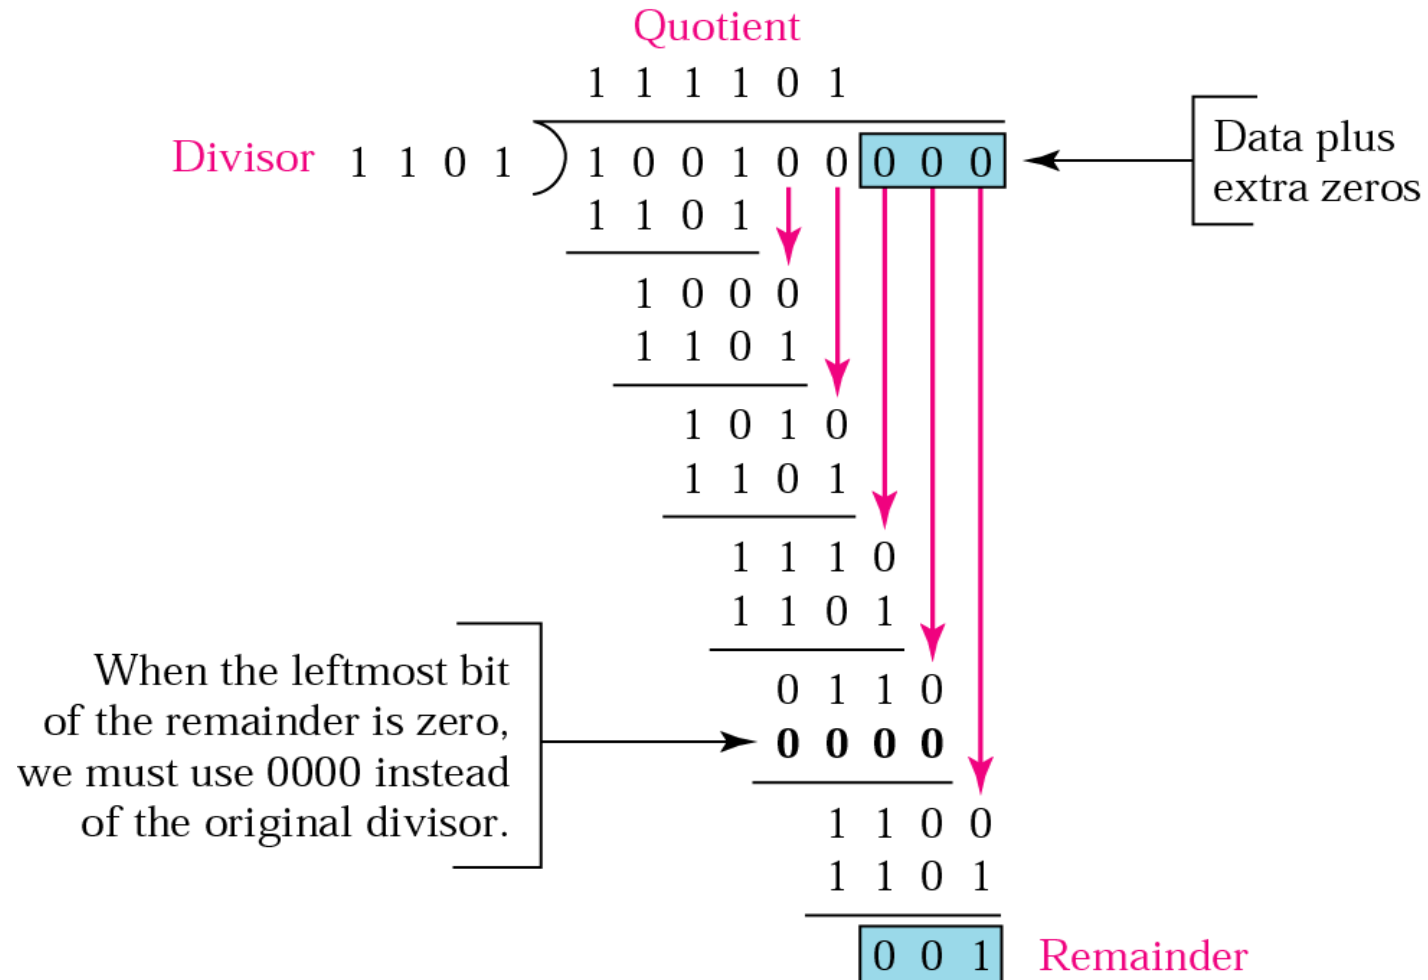 Quotient
1 1 1 1 0 1
Divisor 1 1 0 1 1 0 0 1 0 0 0 0 0
Data plus
extra zeros
1 1 0 1
1 0 0 0
1 1 0 1
1 0 1 0
1 1 0 1
1 1 1 0
1 1 0 1
When the leftmost bit
of the remainder is zero,
we must use 0000 instead
of the original divisor.
0 1 1 0
0 0 0 0
1 1 0 0
1 1 0 1
0 0 1 Remainder